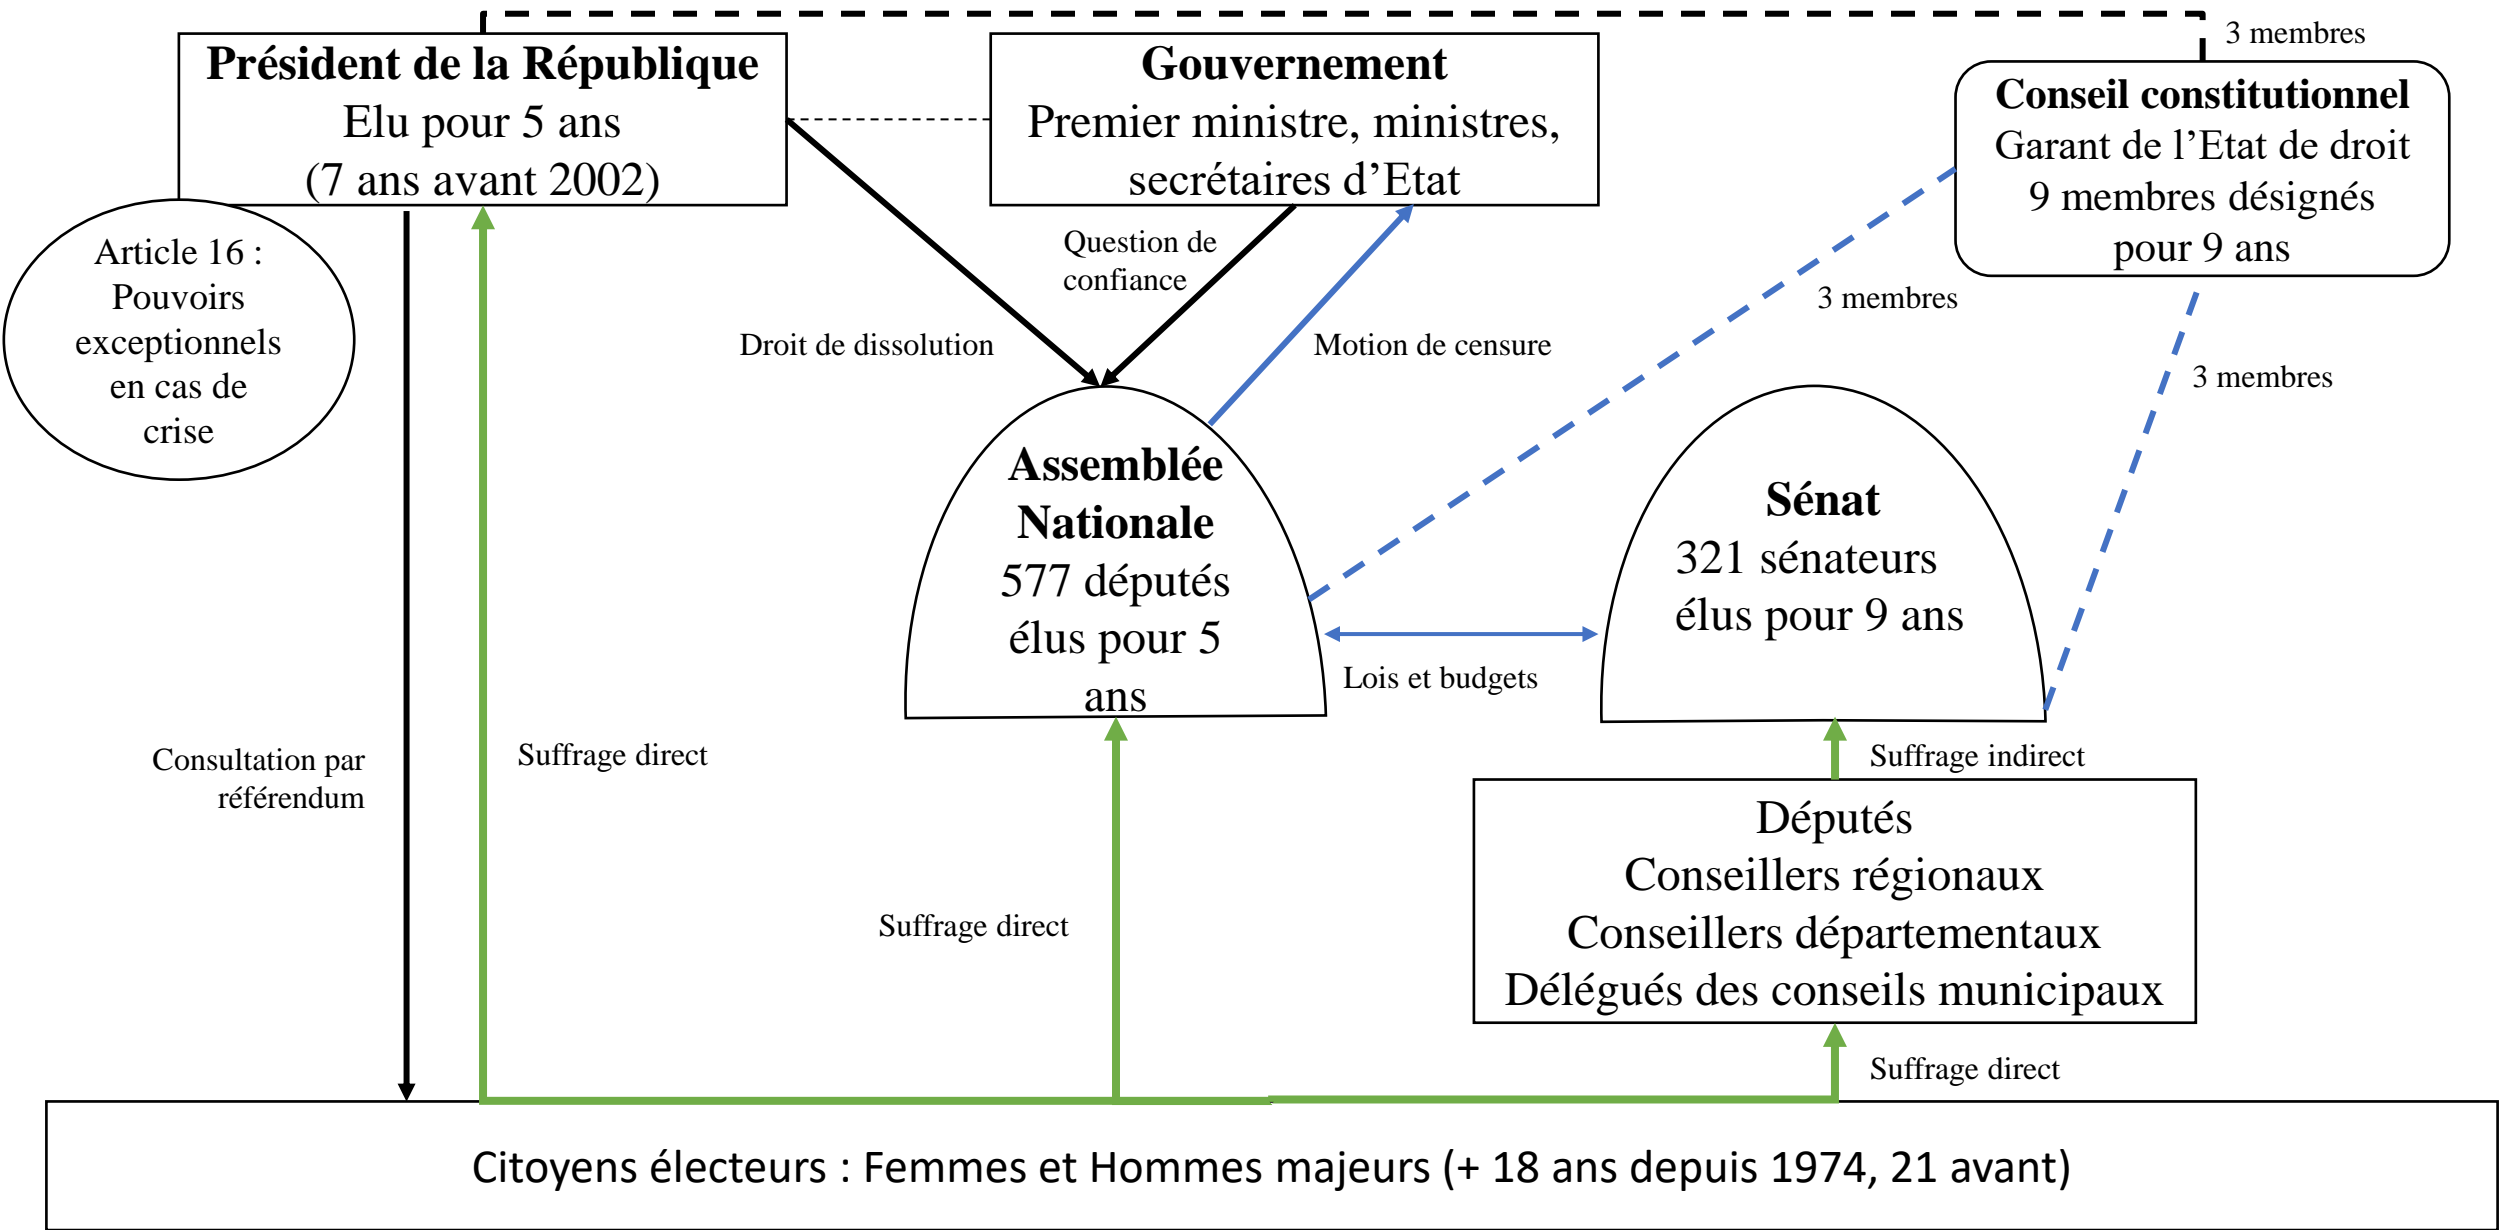 3 membres
Président de la République
Elu pour 5 ans
(7 ans avant 2002)
Gouvernement
Premier ministre, ministres,
secrétaires d’Etat
Conseil constitutionnel
Garant de l’Etat de droit
9 membres désignés
pour 9 ans
Article 16 :
Pouvoirs
exceptionnels
en cas de
crise
Question de
confiance
Droit de dissolution
Motion de censure
3 membres
3 membres
Assemblée
Nationale
577 députés
élus pour 5
ans
Sénat
321 sénateurs
élus pour 9 ans
Lois et budgets
Consultation par
référendum
Suffrage direct
Suffrage direct
Suffrage indirect
Députés
Conseillers régionaux
Conseillers départementaux
Délégués des conseils municipaux
Suffrage direct
Citoyens électeurs : Femmes et Hommes majeurs (+ 18 ans depuis 1974, 21 avant)